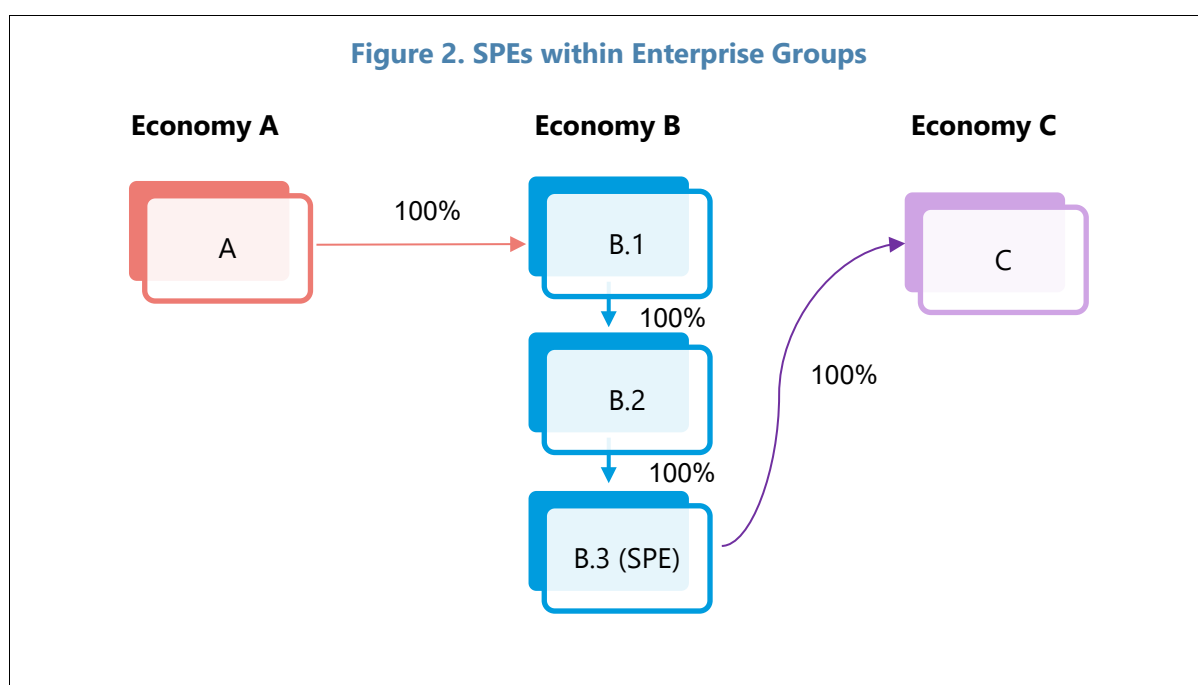 Figure 2. SPEs within Enterprise Groups
Economy A
Economy B
Economy C
100%
A
B.1
C
100%
100%
B.2
100%
B.3 (SPE)